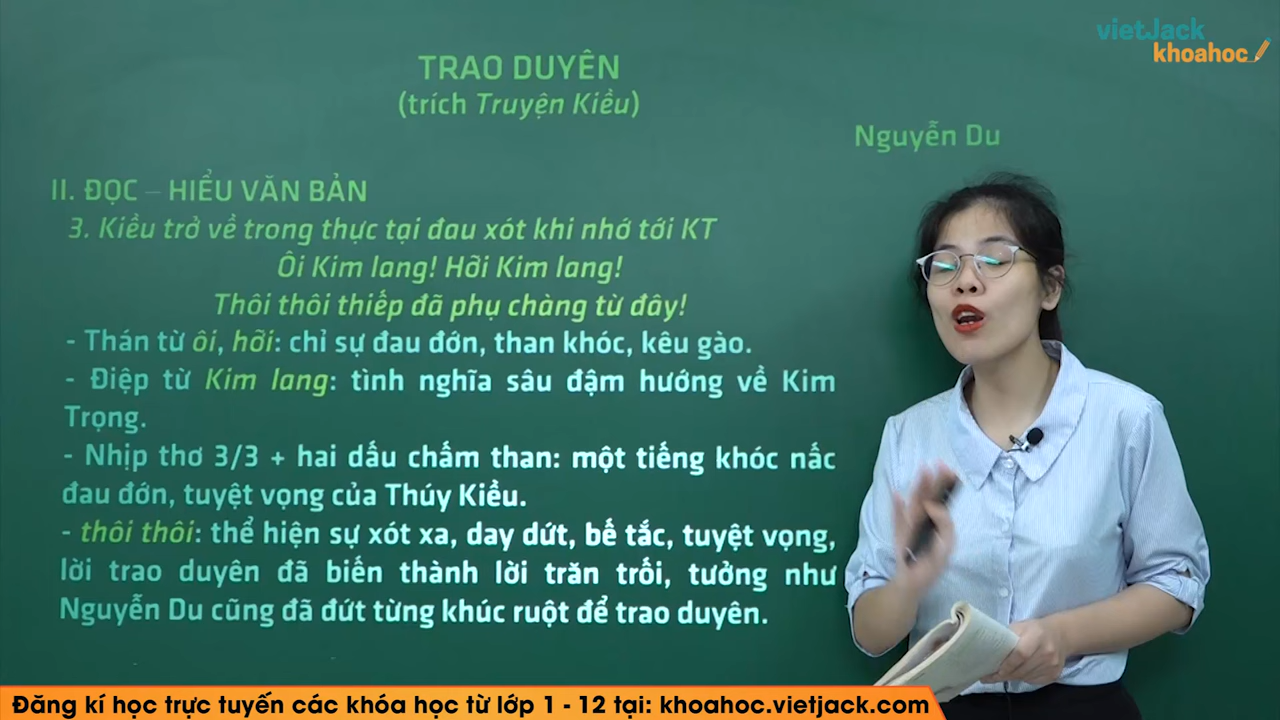 vietJack
khoahoc
TRAO DUYÊN
(trích Truyện Kiều)
Nguyễn Du
II. ĐỌC – HIỂU VĂN BẢN
3. Kiều trở về trong thực tại đau xót khi nhớ tới KT
Ôi Kim lang! Hỡi Kim lang!
Thôi thôi thiếp đã phụ chàng từ đây!
- Thán từ ôi, hỡi: chỉ sự đau đớn, than khóc, kêu gào.
- Điệp từ Kim lang: tình nghĩa sâu đậm hướng về Kim
Trọng.
- Nhịp thơ 3/3 + hai dấu chấm than: một tiếng khóc nấc
đau đớn, tuyệt vọng của Thúy Kiều.
- thôi thôi: thể hiện sự xót xa, day dứt, bế tắc, tuyệt vọng,
lời trao duyên đã biến thành lời trăn trối, tưởng như
Nguyễn Du cũng đã đứt từng khúc ruột để trao duyên.
Đăng kí học trực tuyến các khóa học từ lớp 1 - 12 tại: khoahoc.vietjack.com